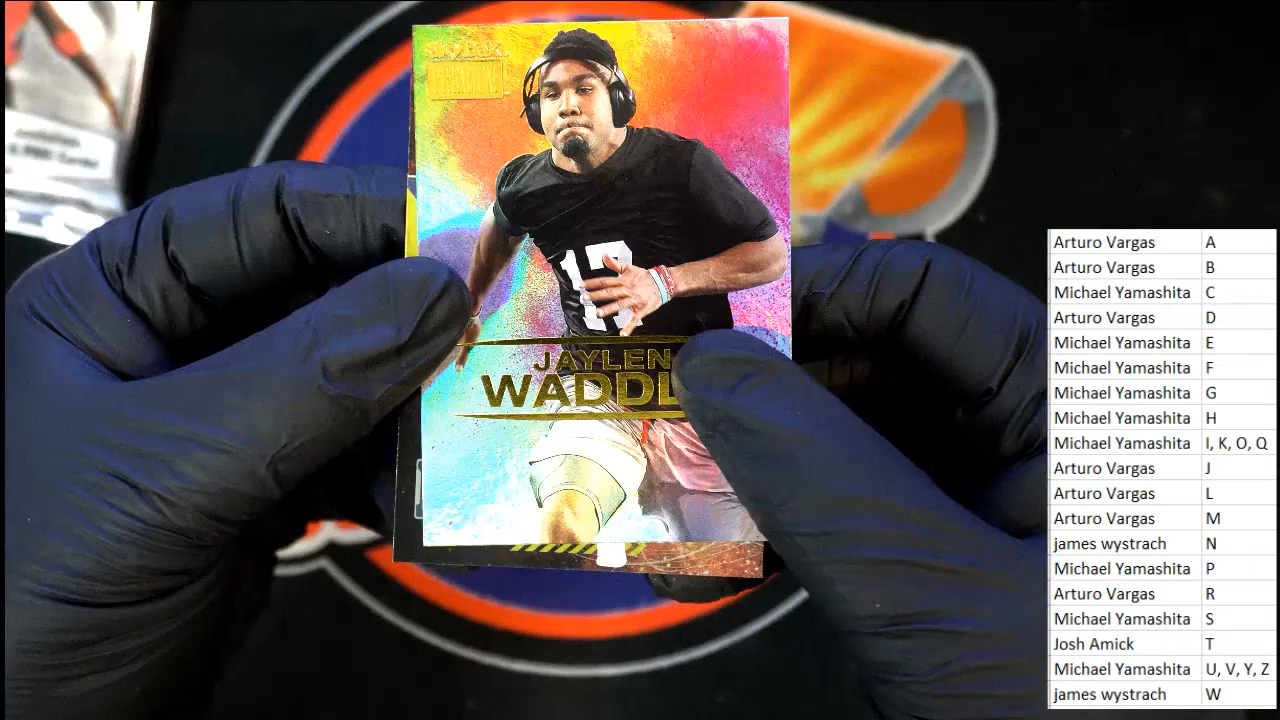 SKYBOX
PREMIUM
17
JAYLEN
WADDL
Arturo Vargas A
Arturo Vargas B
Michael Yamashita C
Arturo Vargas D
Michael Yamashita E
Michael Yamashita F
Michael Yamashita G
Michael Yamashita H
Michael Yamashita I, K, O, Q
Arturo Vargas J
Arturo Vargas L
Arturo Vargas M
james wystrach N
Michael Yamashita P
Arturo Vargas R
Michael Yamashita S
Josh Amick T
Michael Yamashita U, V, Y, Z
james wystrach W